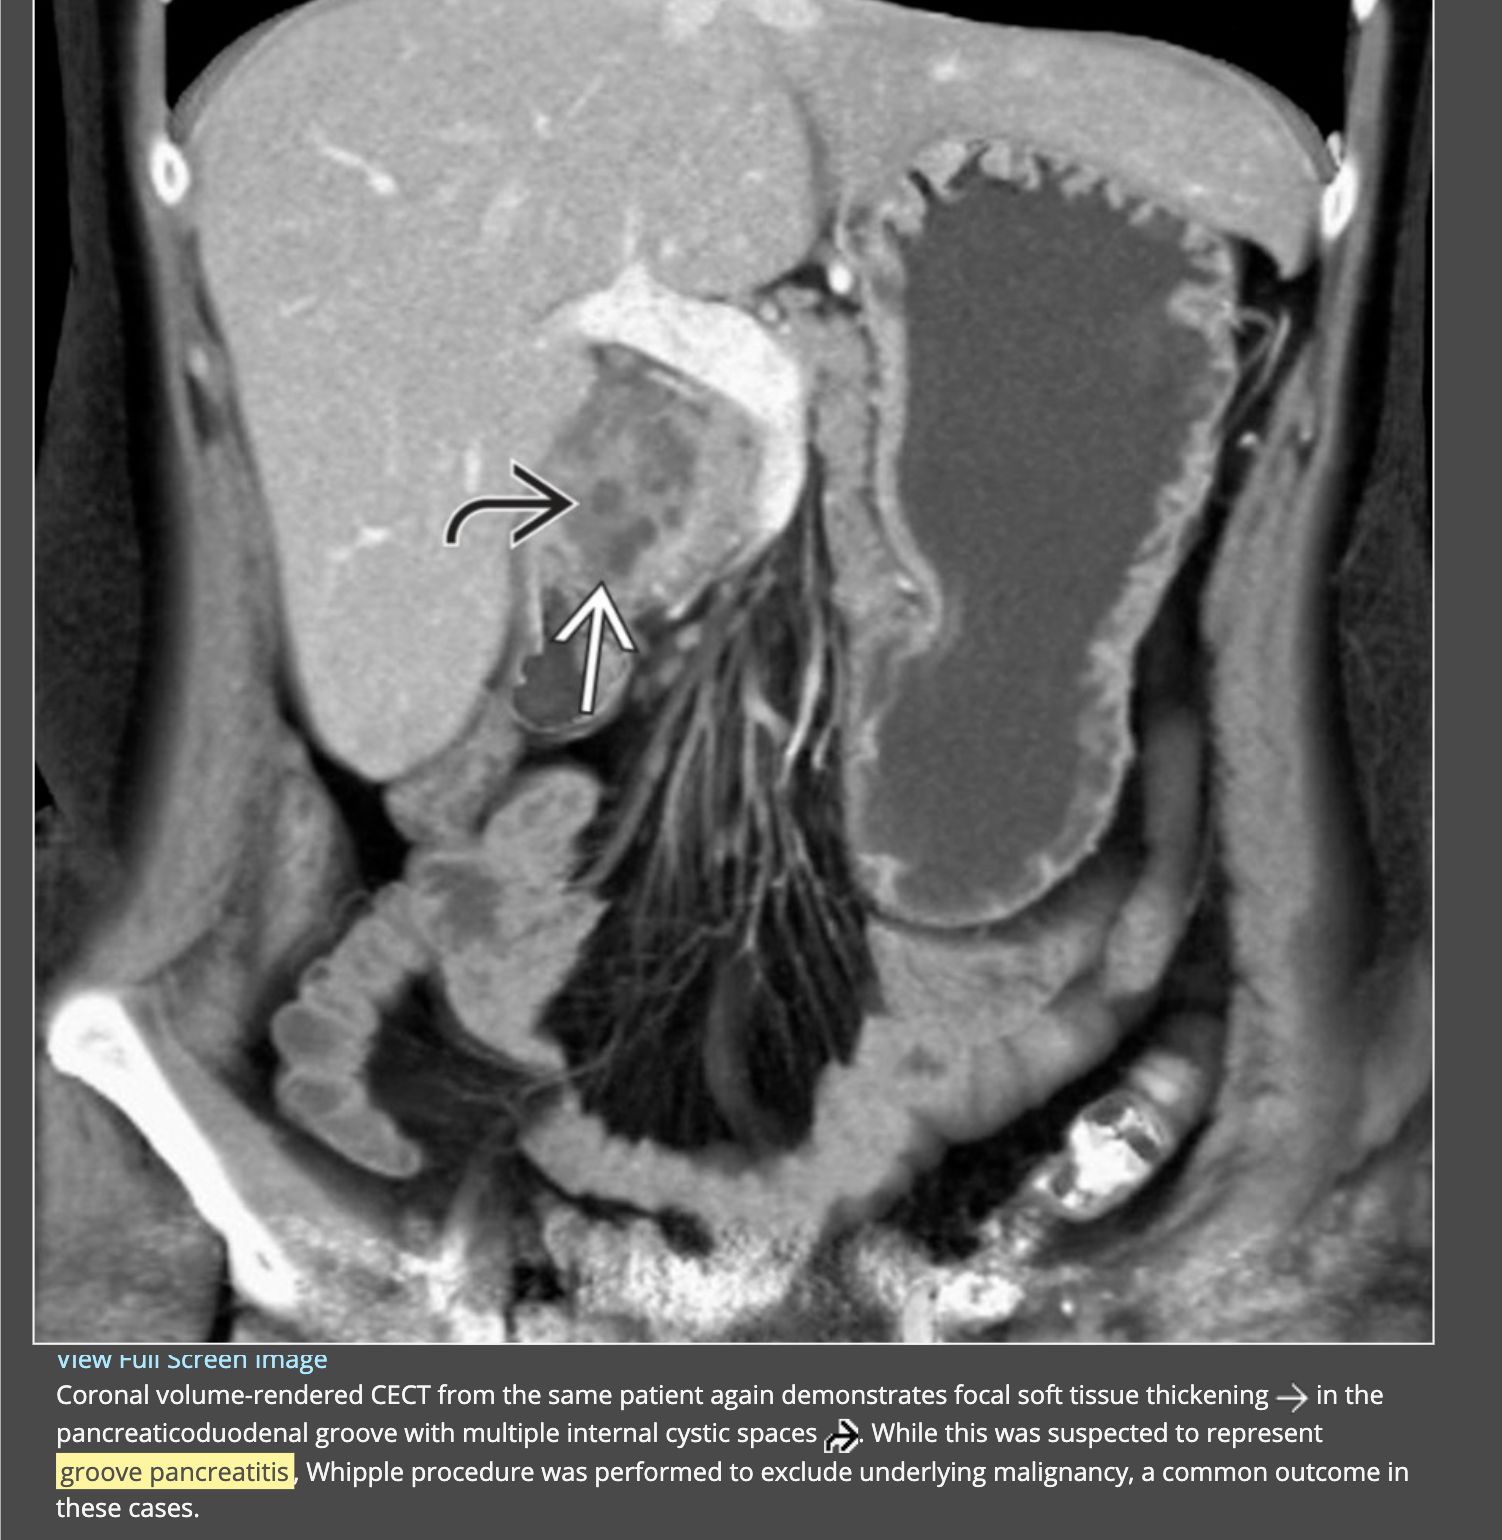 View Full Screen Image
Coronal volume-rendered CECT from the same patient again demonstrates focal soft tissue thickening in the
pancreaticoduodenal groove with multiple internal cystic spaces . While this was suspected to represent
groove pancreatitis, Whipple procedure was performed to exclude underlying malignancy, a common outcome in
these cases.